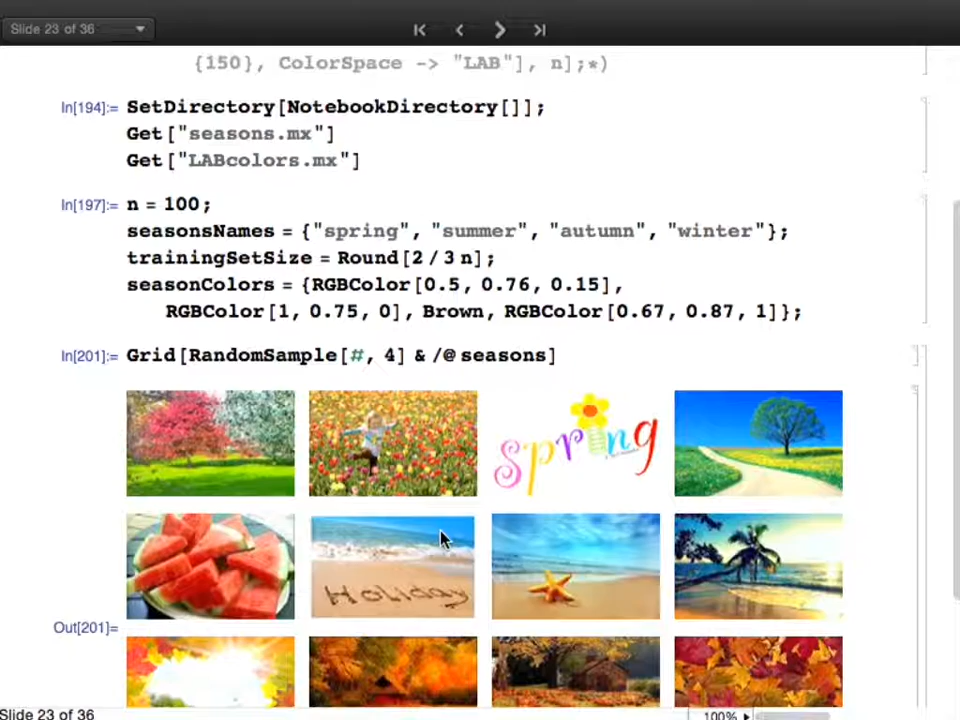 Slide 23 of 36
{150}, ColorSpace -> "LAB"], n];*)
In[194]:= SetDirectory[NotebookDirectory[]];
Get["seasons.mx"]
Get["LABcolors.mx"]
In[197]:= n = 100;
seasonsNames = {"spring", "summer", "autumn", "winter"};
trainingSetSize = Round[2 / 3 n];
seasonColors = {RGBColor[0.5, 0.76, 0.15],
RGBColor[1, 0.75, 0], Brown, RGBColor[0.67, 0.87, 1]};
In[201]:= Grid[RandomSample[#, 4] & /@ seasons]
spring
Holiday
Out[201]=
Slide 23 of 36
100%